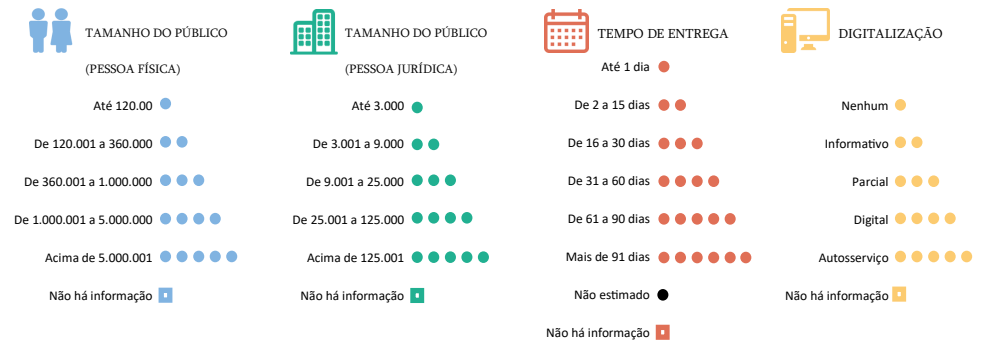 TAMANHO DO PÚBLICO
(PESSOA FÍSICA)
Até 120.00
De 120.001 a 360.000
De 360.001 a 1.000.000
De 1.000.001 a 5.000.000
Acima de 5.000.001
Não há informação
TAMANHO DO PÚBLICO
(PESSOA JURÍDICA)
Até 3.000
De 3.001 a 9.000
De 9.001 a 25.000
De 25.001 a 125.000
Acima de 125.001
Não há informação
TEMPO DE ENTREGA
Até 1 dia
De 2 a 15 dias
De 16 a 30 dias
De 31 a 60 dias
De 61 a 90 dias
Mais de 91 dias
Não estimado
Não há informação
DIGITALIZAÇÃO
Nenhum
Informativo
Parcial
Digital
Autosserviço
Não há informação